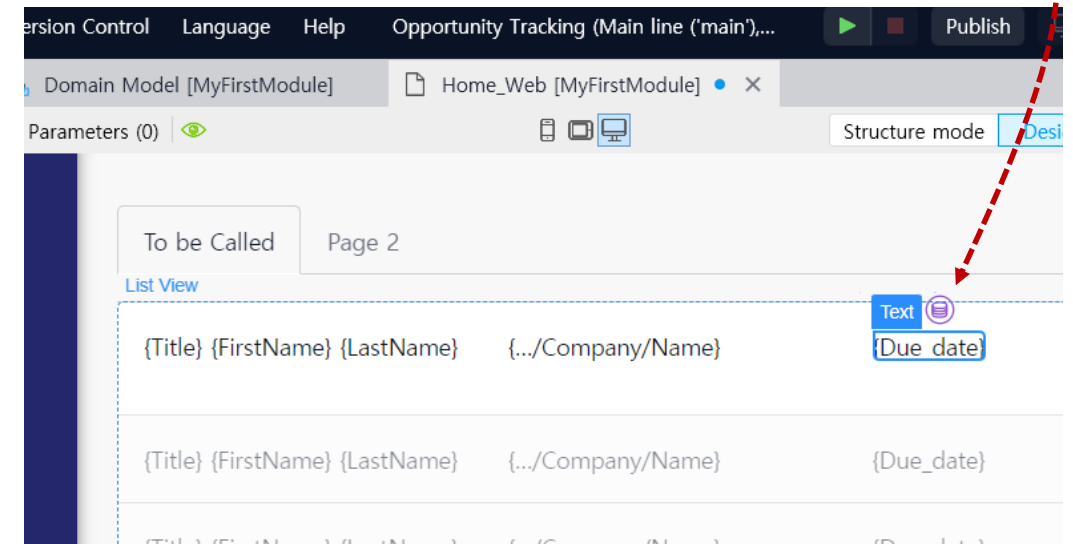 ersion Control Language Help Opportunity Tracking (Main line ('main'),... Publish
Domain Model [MyFirstModule] Home_Web [MyFirstModule]
Parameters (0) Structure mode Desi
To be Called Page 2
List View
Text
{Title} {FirstName} {LastName} {.../Company/Name} {Due_date}
{Title} {FirstName} {LastName} {.../Company/Name} {Due_date}